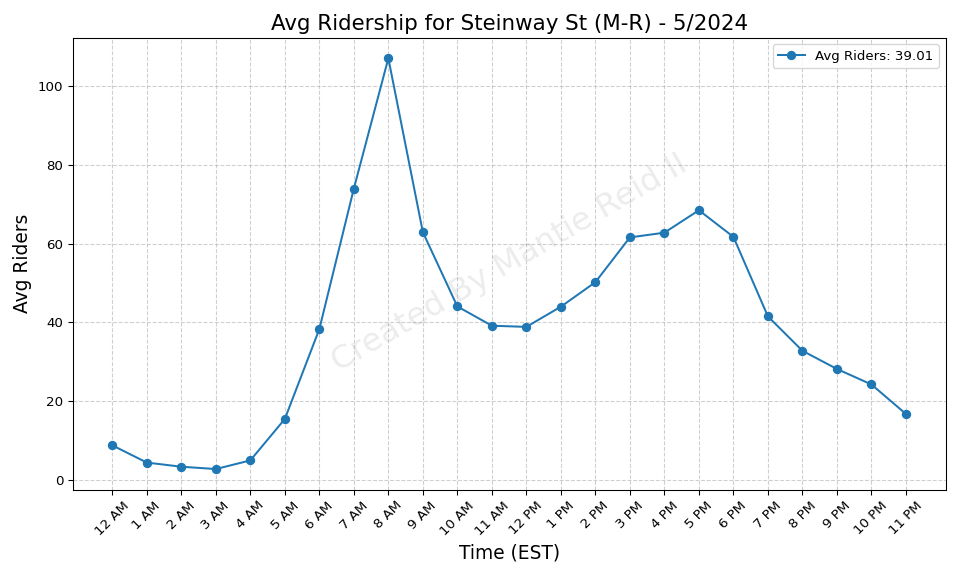 Avg Ridership for Steinway St (M-R) - 5/2024
Avg Riders: 39.01
100
80
60
40
20
0
Avg Riders
Created By Mantle Reid II
12 AM
1 AM
2 AM
3 AM
4 AM
5 AM
6 AM
7 AM
8 AM
9 AM
10 AM
11 AM
12 PM
1 PM
2 PM
3 PM
4 PM
5 PM
6 PM
7 PM
8 PM
9 PM
10 PM
11 PM
Time (EST)